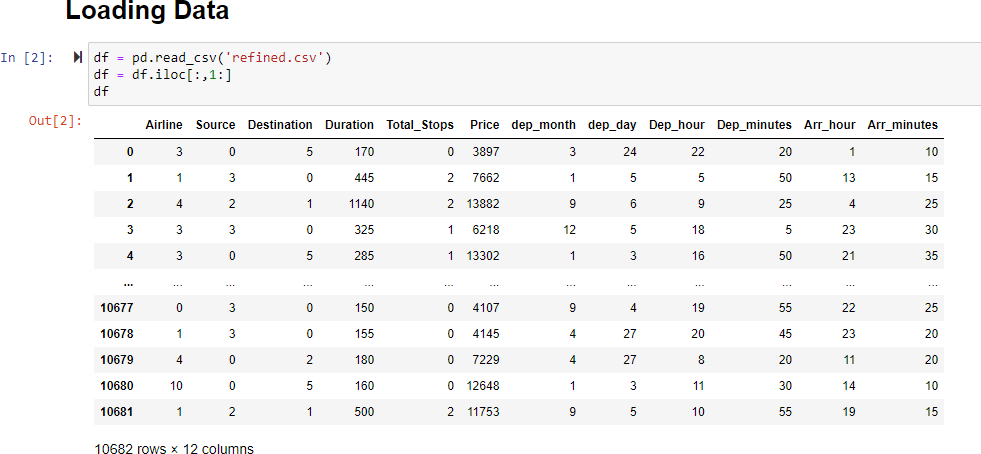 Loading Data
In [2]: df = pd.read_csv('refined.csv')
df = df.iloc[:,1:]
df
Out[2]:
Airline Source Destination Duration Total_Stops Price dep_month dep_day Dep_hour Dep_minutes Arr_hour Arr_minutes
0 3 0 5 170 0 3897 3 24 22 20 1 10
1 1 3 0 445 2 7662 1 5 5 50 13 15
2 4 2 1 1140 2 13882 9 6 9 25 4 25
3 3 3 0 325 1 6218 12 5 18 5 23 30
4 3 0 5 285 1 13302 1 3 16 50 21 35
... ... ... ... ... ... ... ... ... ... ... ... ...
10677 0 3 0 150 0 4107 9 4 19 55 22 25
10678 1 3 0 155 0 4145 4 27 20 45 23 20
10679 4 0 2 180 0 7229 4 27 8 20 11 20
10680 10 0 5 160 0 12648 1 3 11 30 14 10
10681 1 2 1 500 2 11753 9 5 10 55 19 15
10682 rows × 12 columns